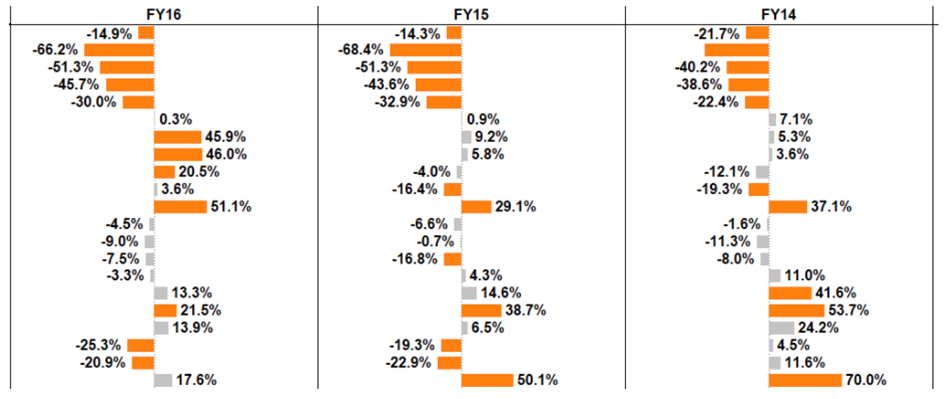 FY16 FY15 FY14
-14.9% -14.3% -21.7%
-66.2% -68.4%
-51.3% -51.3% -40.2%
-45.7% -43.6% -38.6%
-30.0% -32.9% -22.4%
0.3% 0.9% 7.1%
45.9% 9.2% 5.3%
46.0% 5.8% 3.6%
20.5% -4.0% -12.1%
3.6% -16.4% -19.3%
51.1% 29.1% 37.1%
-4.5% -6.6% -1.6%
-9.0% -0.7% -11.3%
-7.5% -16.8% -8.0%
-3.3% 4.3% 11.0%
13.3% 14.6% 41.6%
21.5% 38.7% 53.7%
13.9% 6.5% 24.2%
-25.3% -19.3% 4.5%
-20.9% -22.9% 11.6%
17.6% 50.1% 70.0%